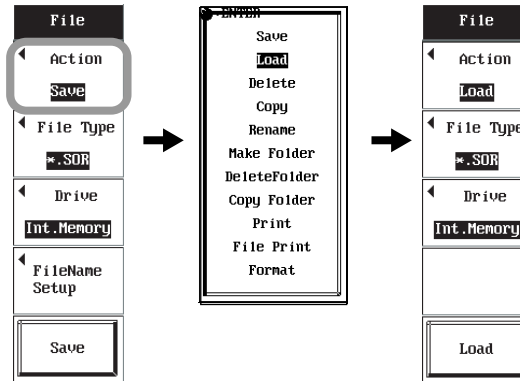 File
Action
Save
File Type
*.SOR
Drive
Int.Memory
FileName
Setup
Save
ENTER
Save
Load
Delete
Copy
Rename
Make Folder
DeleteFolder
Copy Folder
Print
File Print
Format
File
Action
Load
File Type
*.SOR
Drive
Int.Memory
Load